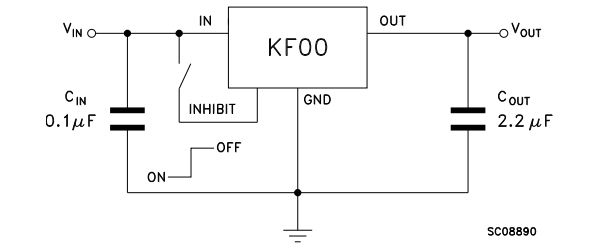 V_IN
IN
KF00
OUT
V_OUT
C_IN
0.1µF
INHIBIT
GND
C_OUT
2.2µF
OFF
ON
SC08890